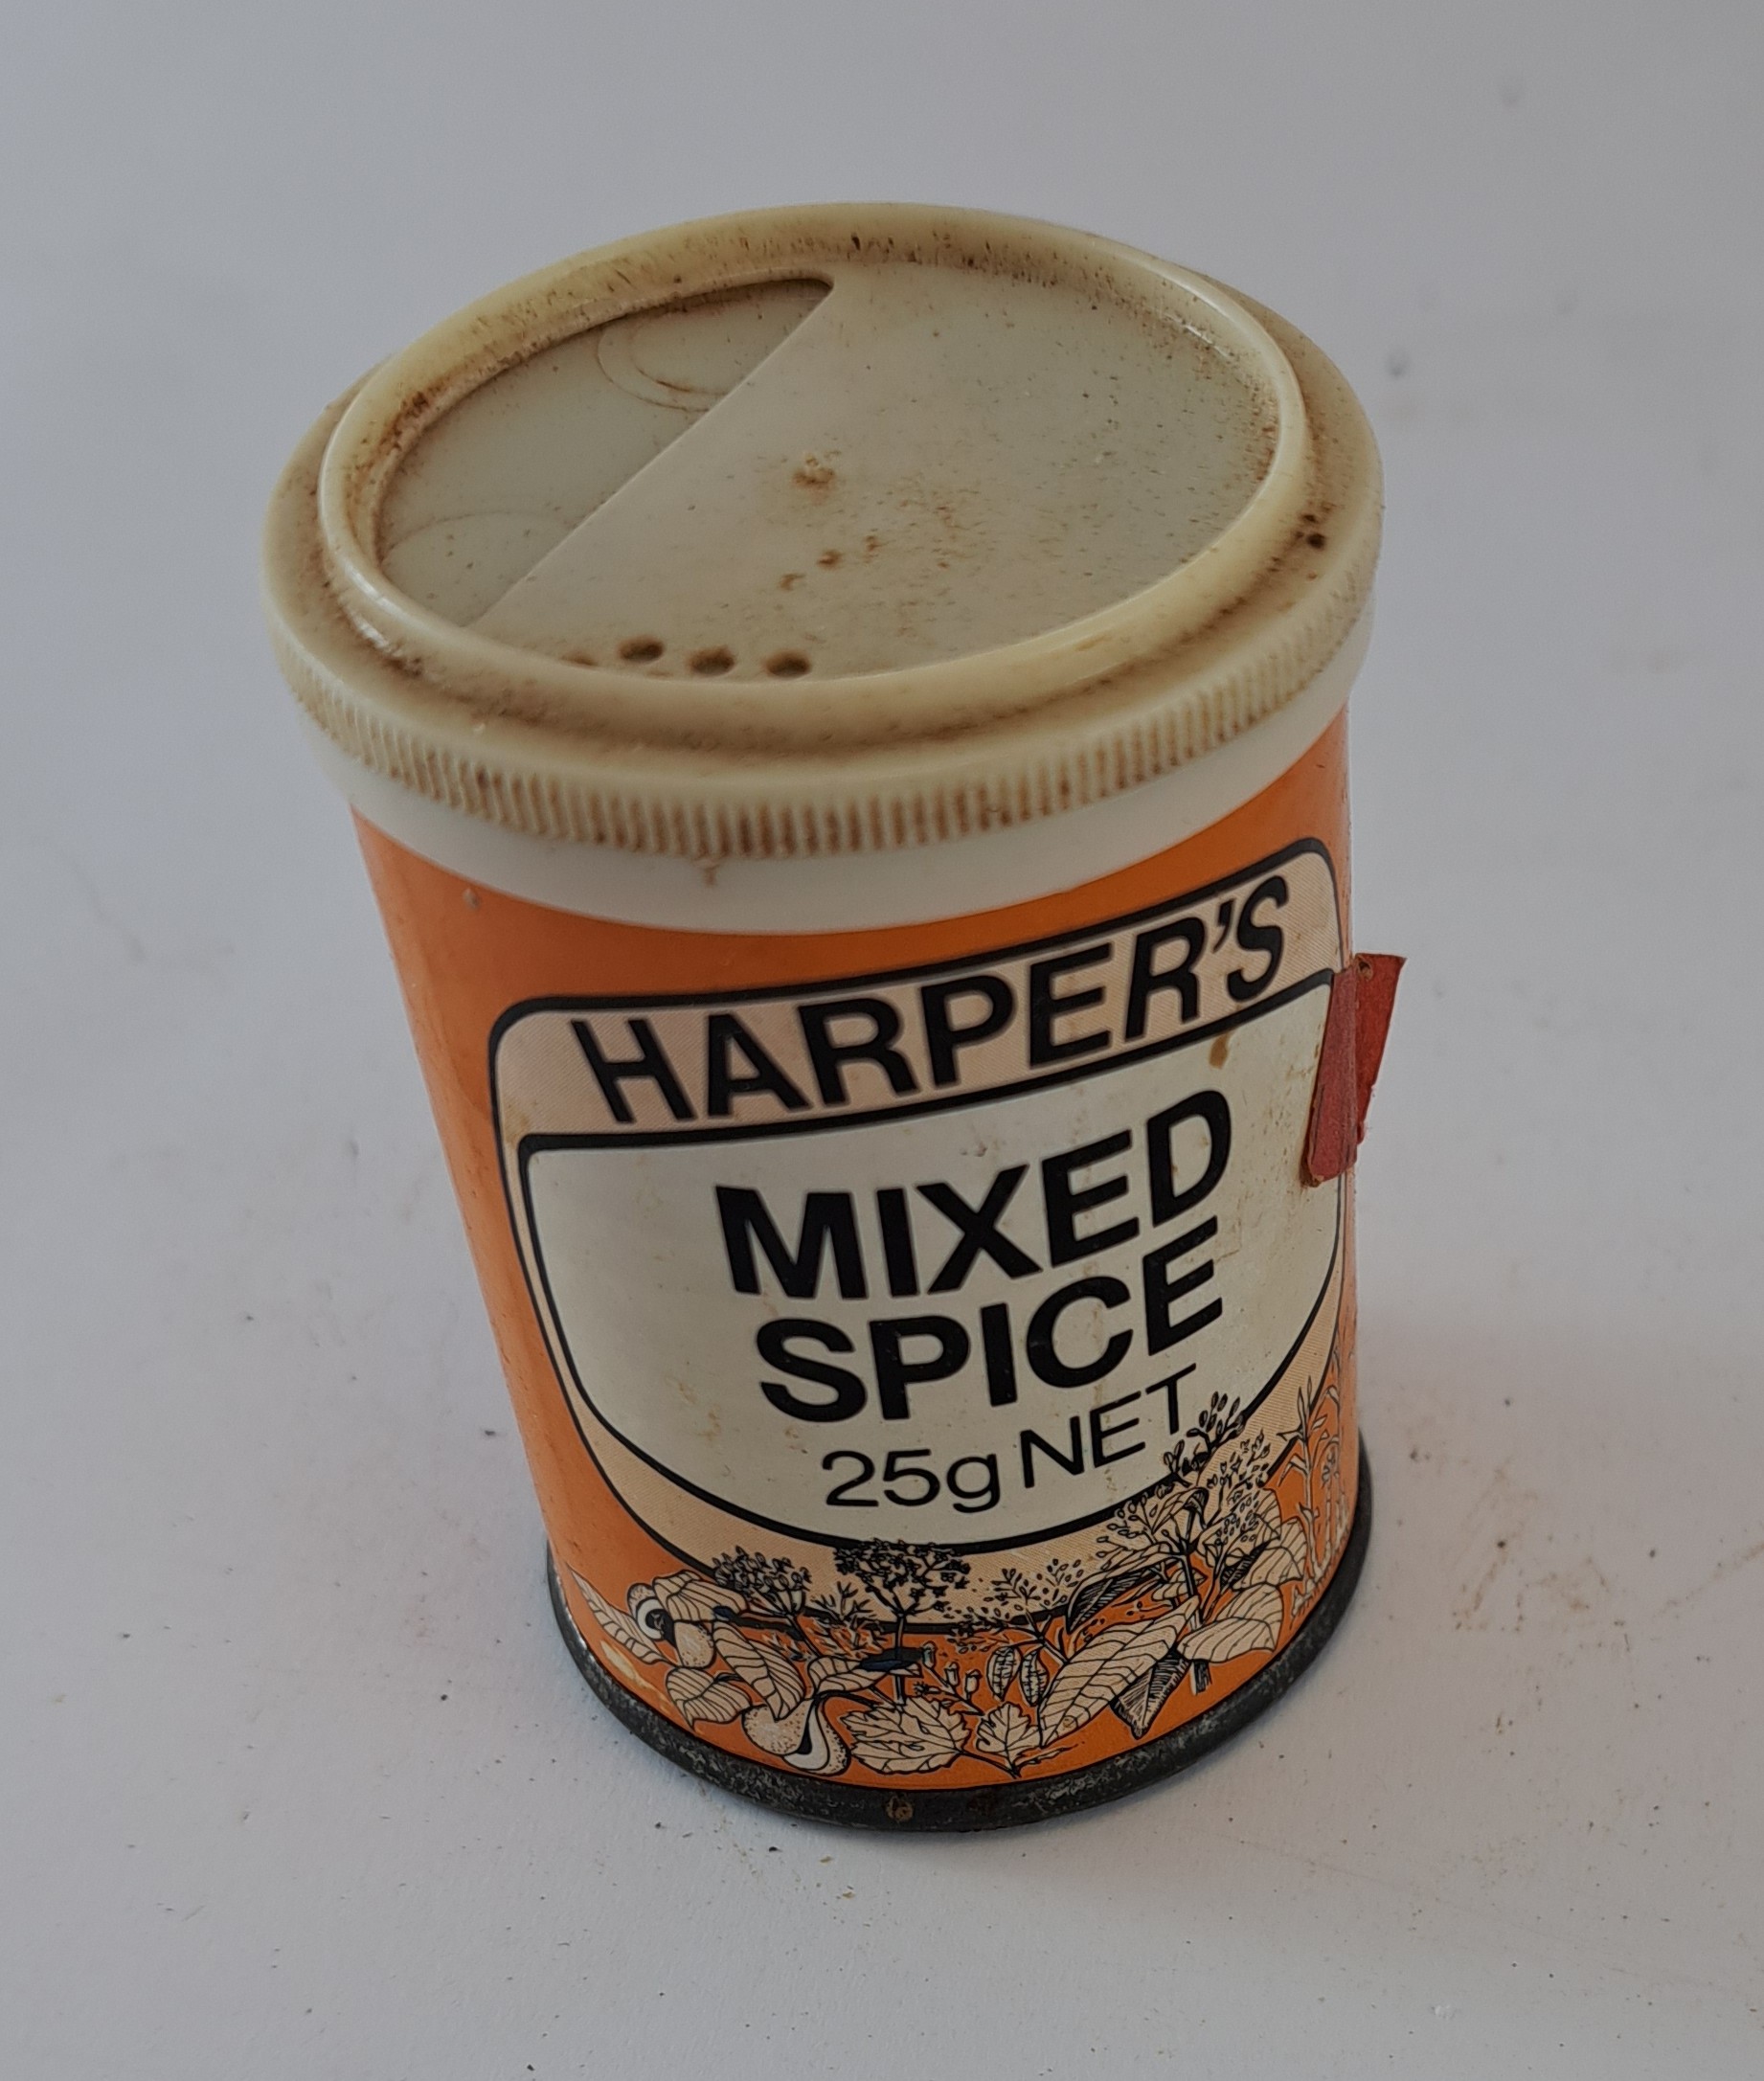 HARPER'S
MIXED
SPICE
25g NET